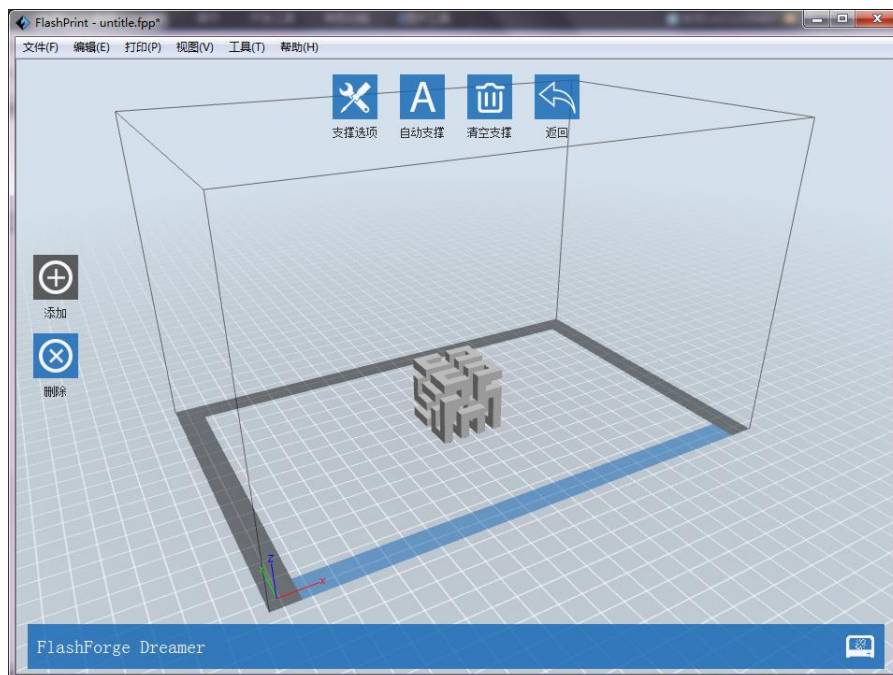 FlashPrint - untitle.fpp*
文件(F) 编辑(E) 打印(P) 视图(V) 工具(T) 帮助(H)
支撑选项 自动支撑 清空支撑 返回
添加
删除
Z
X
FlashForge Dreamer